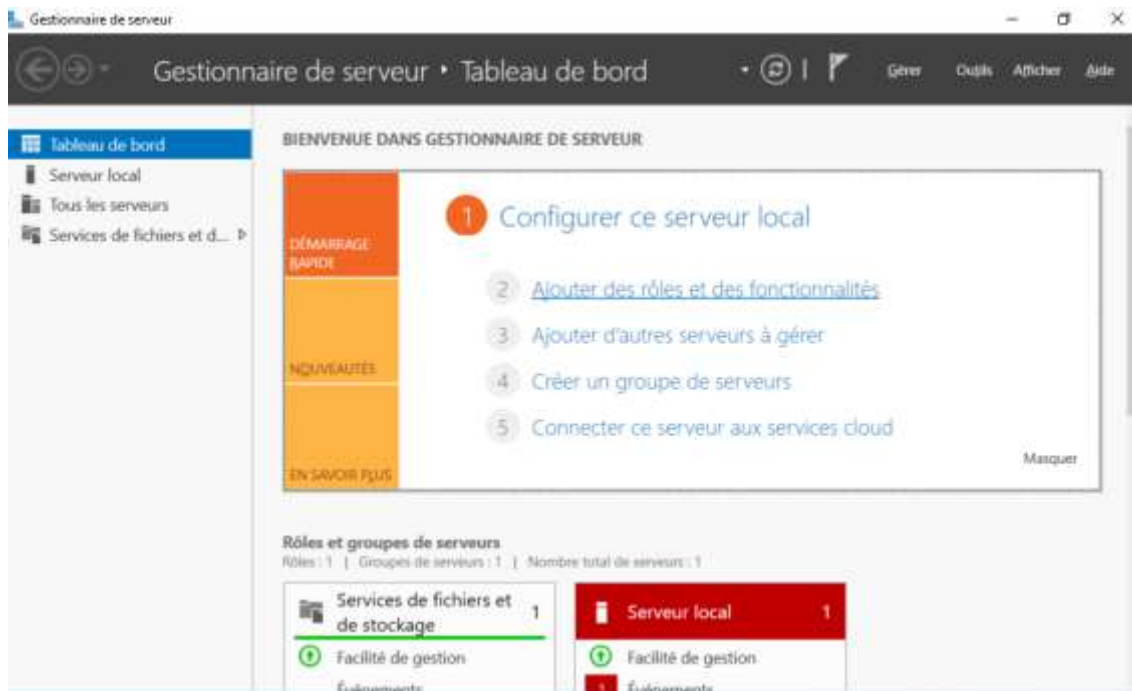 Gestionnaire de serveur
Gestionnaire de serveur • Tableau de bord
Gérer Outils Afficher Aide
Tableau de bord
Serveur local
Tous les serveurs
Services de fichiers et d...
BIENVENUE DANS GESTIONNAIRE DE SERVEUR
DÉMARRAGE
RAPIDE
NOUVEAUTÉS
EN SAVOIR PLUS
1 Configurer ce serveur local
2 Ajouter des rôles et des fonctionnalités
3 Ajouter d'autres serveurs à gérer
4 Créer un groupe de serveurs
5 Connecter ce serveur aux services cloud
Masquer
Rôles et groupes de serveurs
Rôles : 1 | Groupes de serveurs : 1 | Nombre total de serveurs : 1
Services de fichiers et
de stockage
1
Facilité de gestion
Événements
Serveur local 1
Facilité de gestion
1 Événements